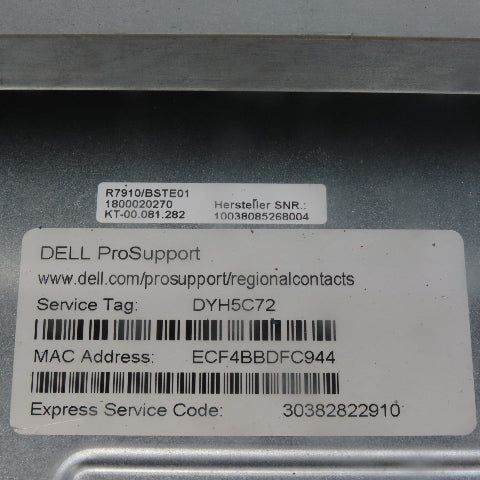 R7910/BSTE01
1800020270 Hersteller SNR.:
KT-00.081.282 10038085268004
DELL ProSupport
www.dell.com/prosupport/regionalcontacts
Service Tag: DYH5C72
MAC Address: ECF4BBDFC944
Express Service Code: 30382822910